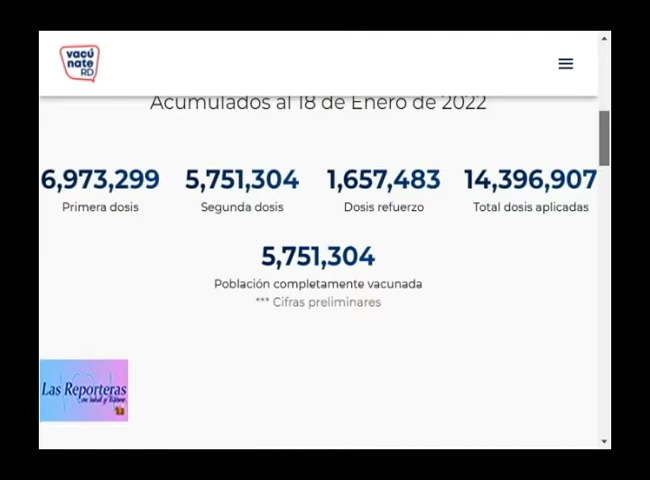 vacú
nate
RD
Acumulados al 18 de Enero de 2022
6,973,299 5,751,304 1,657,483 14,396,907
Primera dosis Segunda dosis Dosis refuerzo Total dosis aplicadas
5,751,304
Población completamente vacunada
*** Cifras preliminares
Las Reporteras